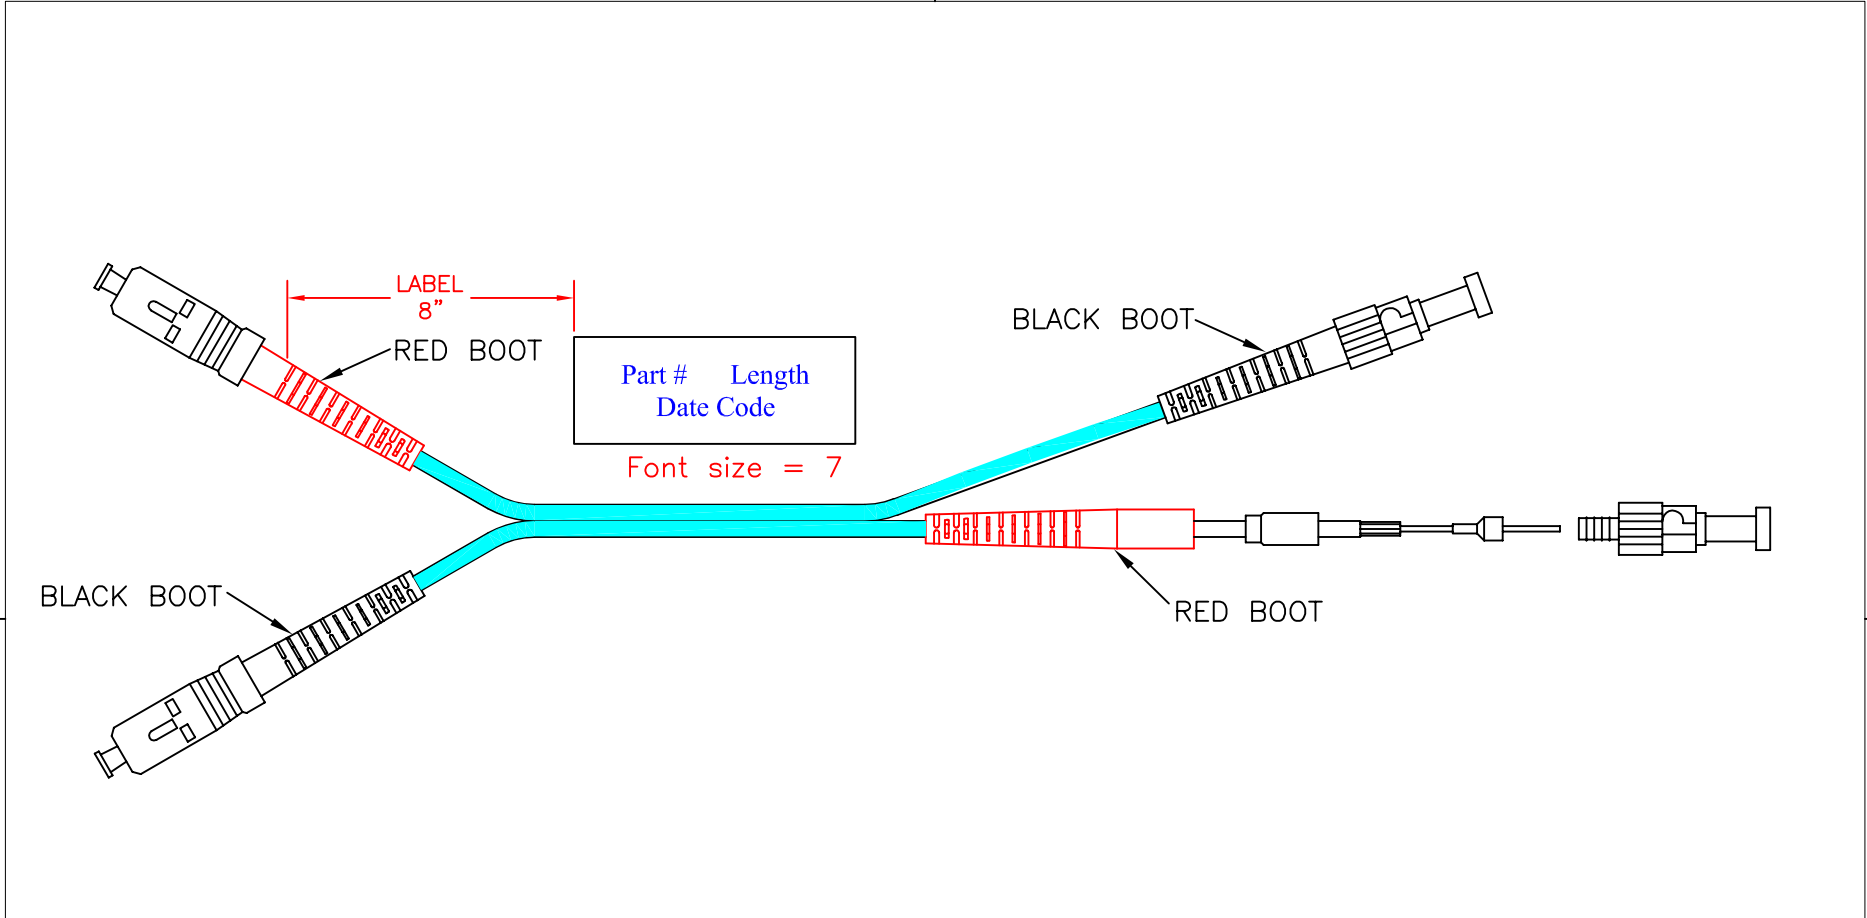 LABEL
8”
RED BOOT
BLACK BOOT
Part # Length
Date Code
Font size = 7
BLACK BOOT
RED BOOT